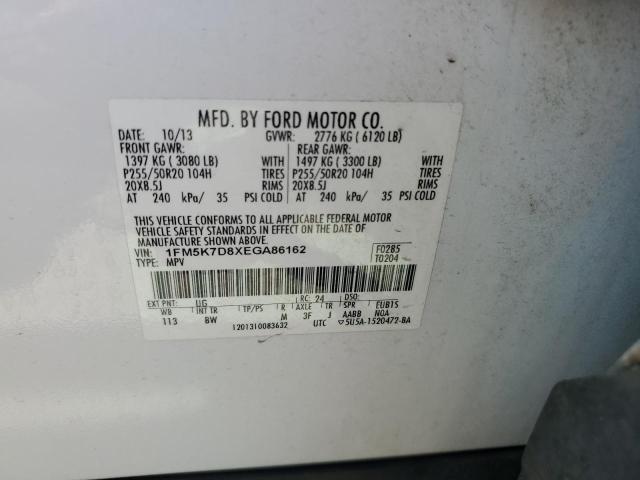 MFD. BY FORD MOTOR CO.
DATE: 10/13 GVWR: 2776 KG ( 6120 LB)
FRONT GAWR: REAR GAWR:
1397 KG ( 3080 LB) WITH 1497 KG ( 3300 LB) WITH
P255/50R20 104H TIRES P255/50R20 104H TIRES
20X8.5J RIMS 20X8.5J RIMS
AT 240 kPa/ 35 PSI COLD AT 240 kPa/ 35 PSI COLD
THIS VEHICLE CONFORMS TO ALL APPLICABLE FEDERAL MOTOR
VEHICLE SAFETY STANDARDS IN EFFECT ON THE DATE OF
MANUFACTURE SHOWN ABOVE.
VIN: 1FM5K7D8XEGA86162 F0285
TYPE: MPV T0204
EXT PNT: UG RC: 24 DSO:
WB INT TR TP/PS R AXLE TR SPR EUB15
113 BW M 3F J AABB NQA
120131008363​2 UTC ▽5U5A-1520472-BA